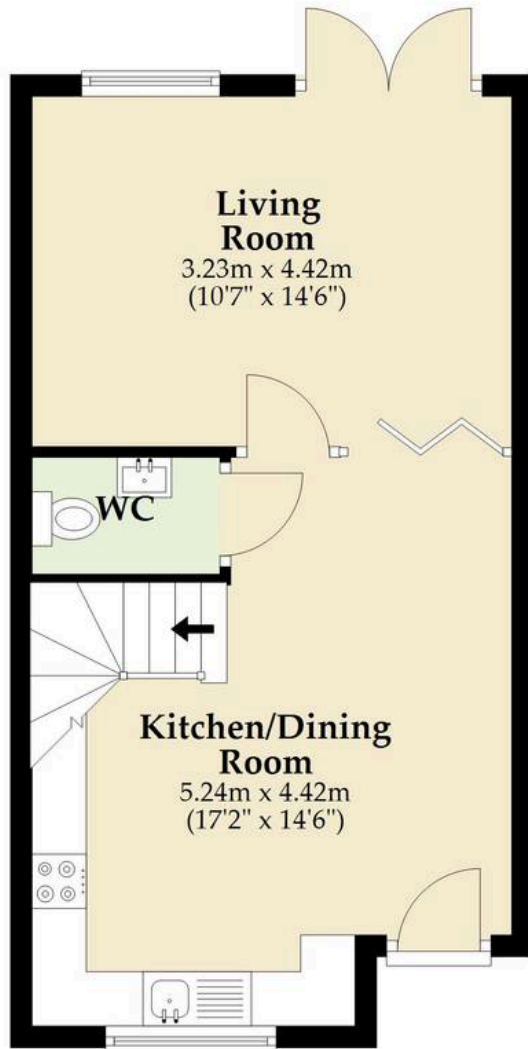 Living
Room
3.23m x 4.42m
(10'7" x 14'6")
WC
Kitchen/Dining
Room
5.24m x 4.42m
(17'2" x 14'6")